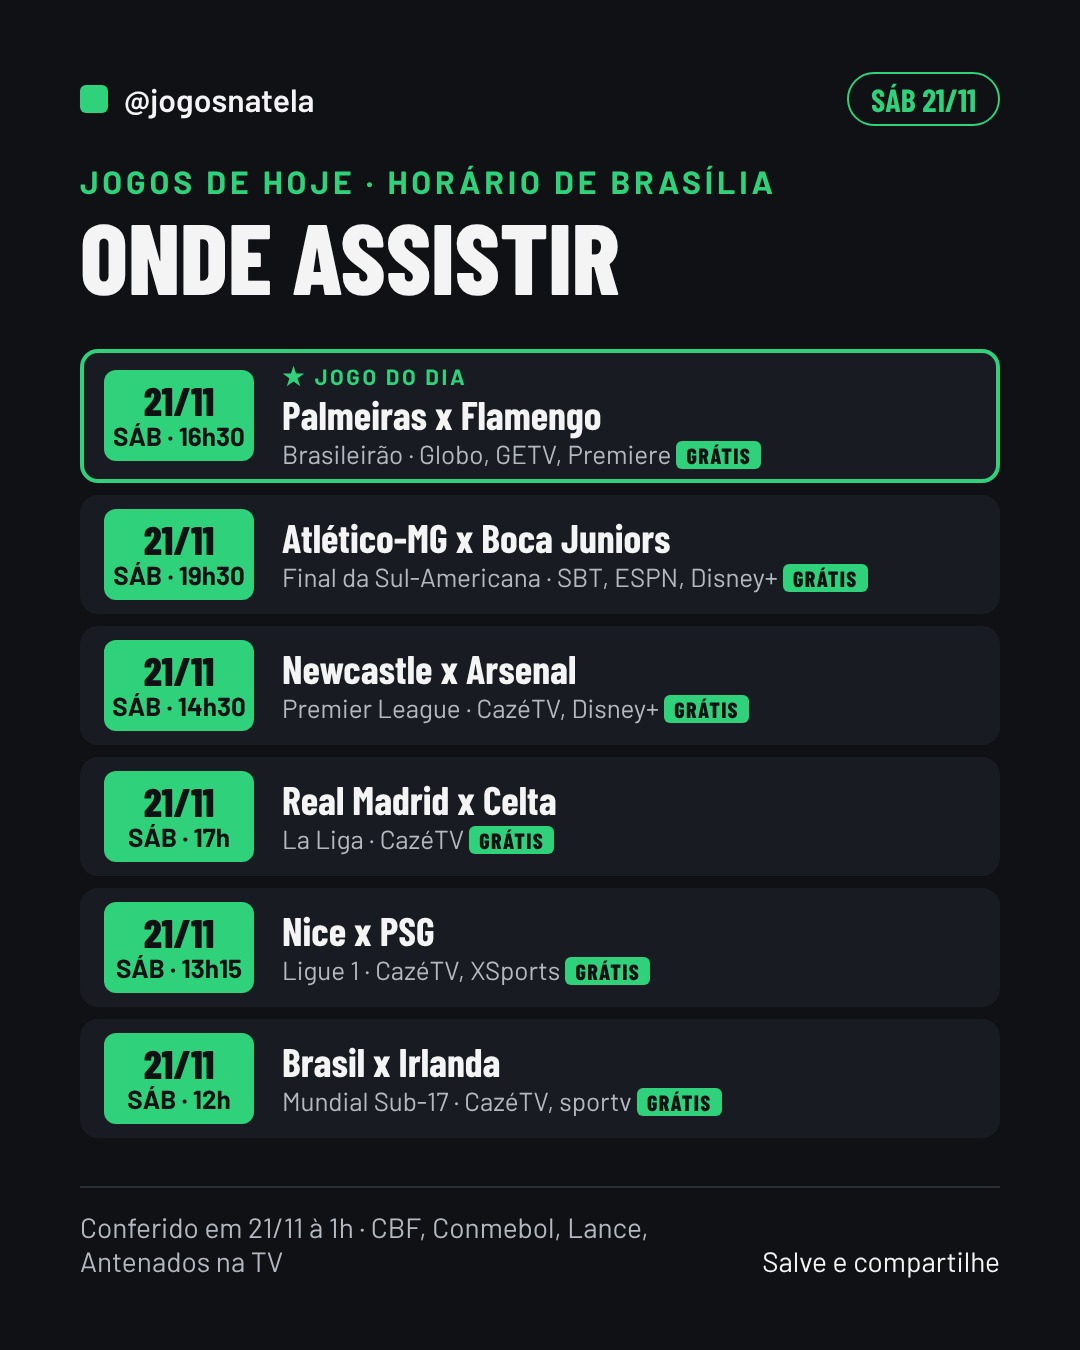 @jogosnatela
SÁB 21/11
JOGOS DE HOJE · HORÁRIO DE BRASÍLIA
ONDE ASSISTIR
21/11
SÁB · 16h30
★ JOGO DO DIA
Palmeiras x Flamengo
Brasileirão · Globo, GETV, Premiere GRÁTIS
21/11
SÁB · 19h30
Atlético-MG x Boca Juniors
Final da Sul-Americana · SBT, ESPN, Disney+ GRÁTIS
21/11
SÁB · 14h30
Newcastle x Arsenal
Premier League · CazéTV, Disney+ GRÁTIS
21/11
SÁB · 17h
Real Madrid x Celta
La Liga · CazéTV GRÁTIS
21/11
SÁB · 13h15
Nice x PSG
Ligue 1 · CazéTV, XSports GRÁTIS
21/11
SÁB · 12h
Brasil x Irlanda
Mundial Sub-17 · CazéTV, sportv GRÁTIS
Conferido em 21/11 à 1h · CBF, Conmebol, Lance,
Antenados na TV
Salve e compartilhe